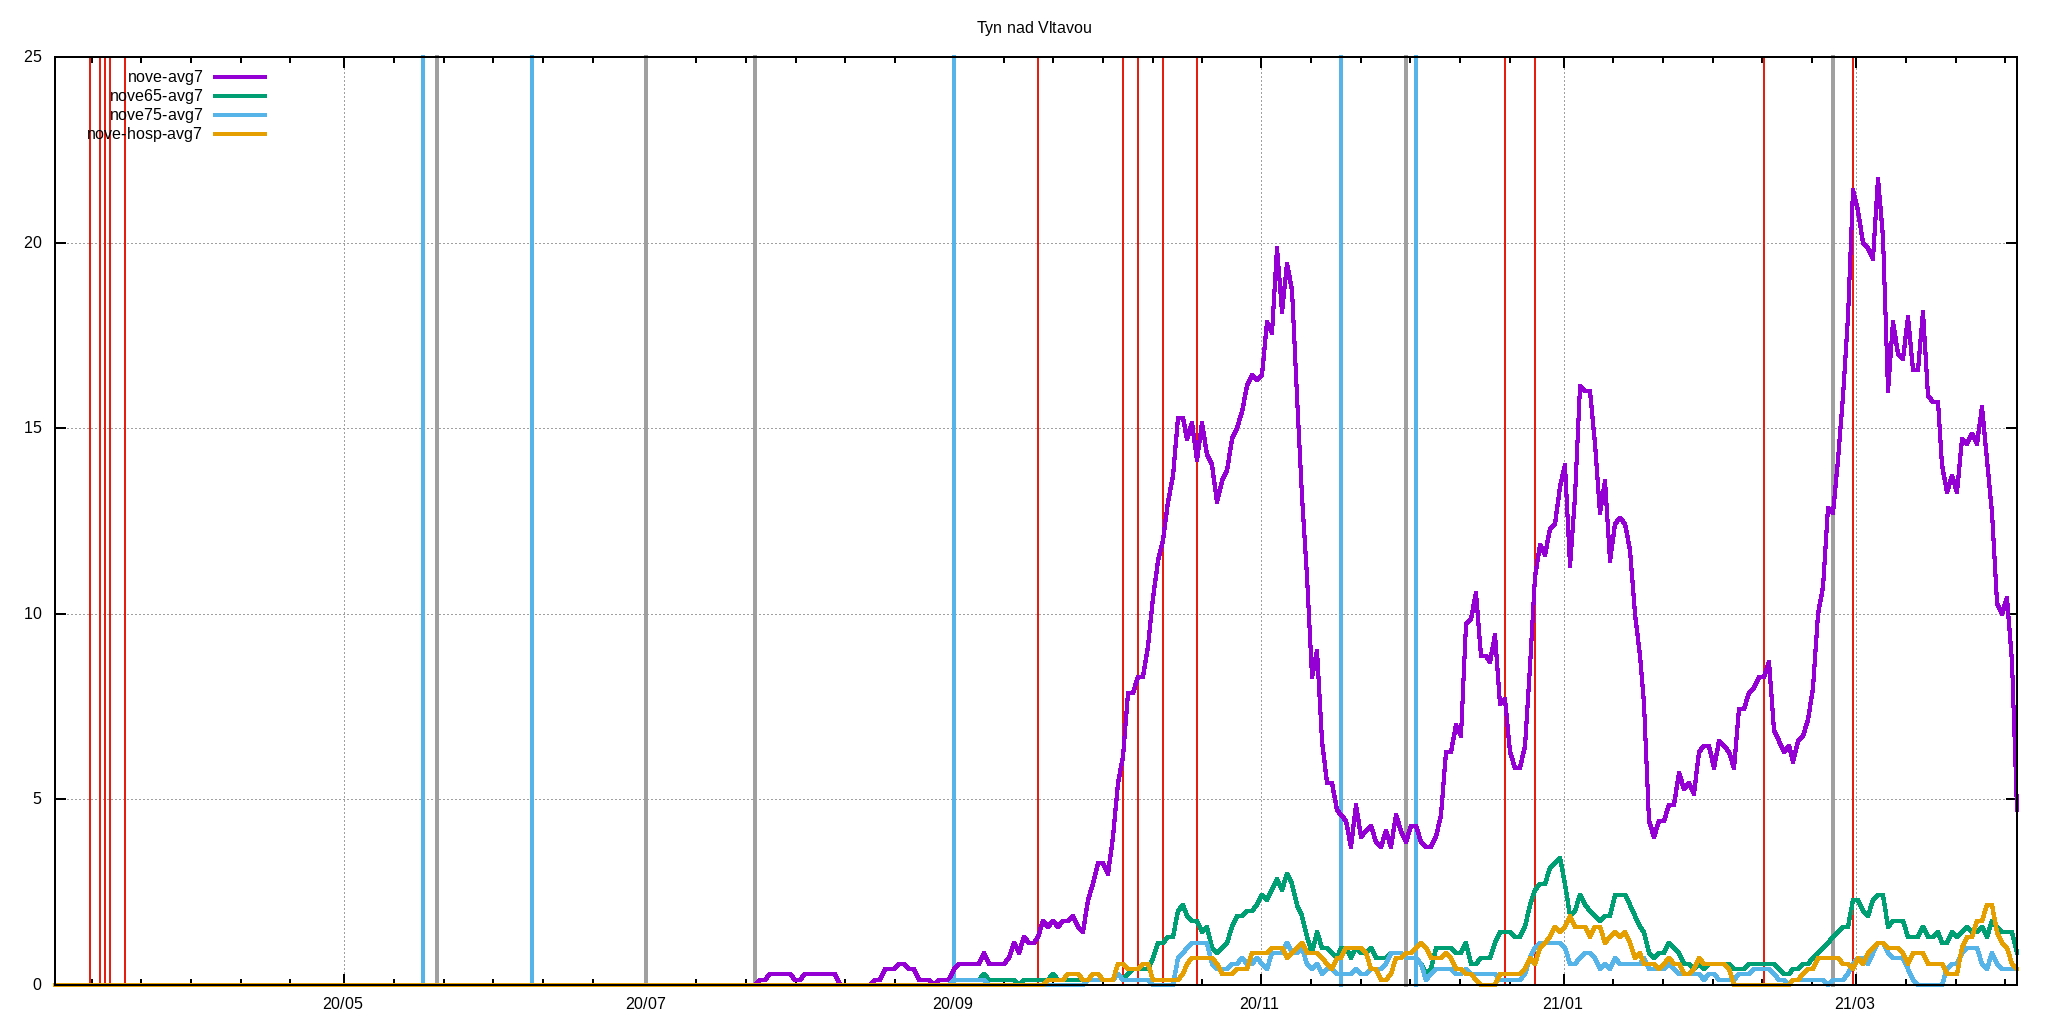 Tyn nad Vltavou
25
20
15
10
5
0
nove-avg7
nove65-avg7
nove75-avg7
nove-hosp-avg7
20/05 20/07 20/09 20/11 21/01 21/03